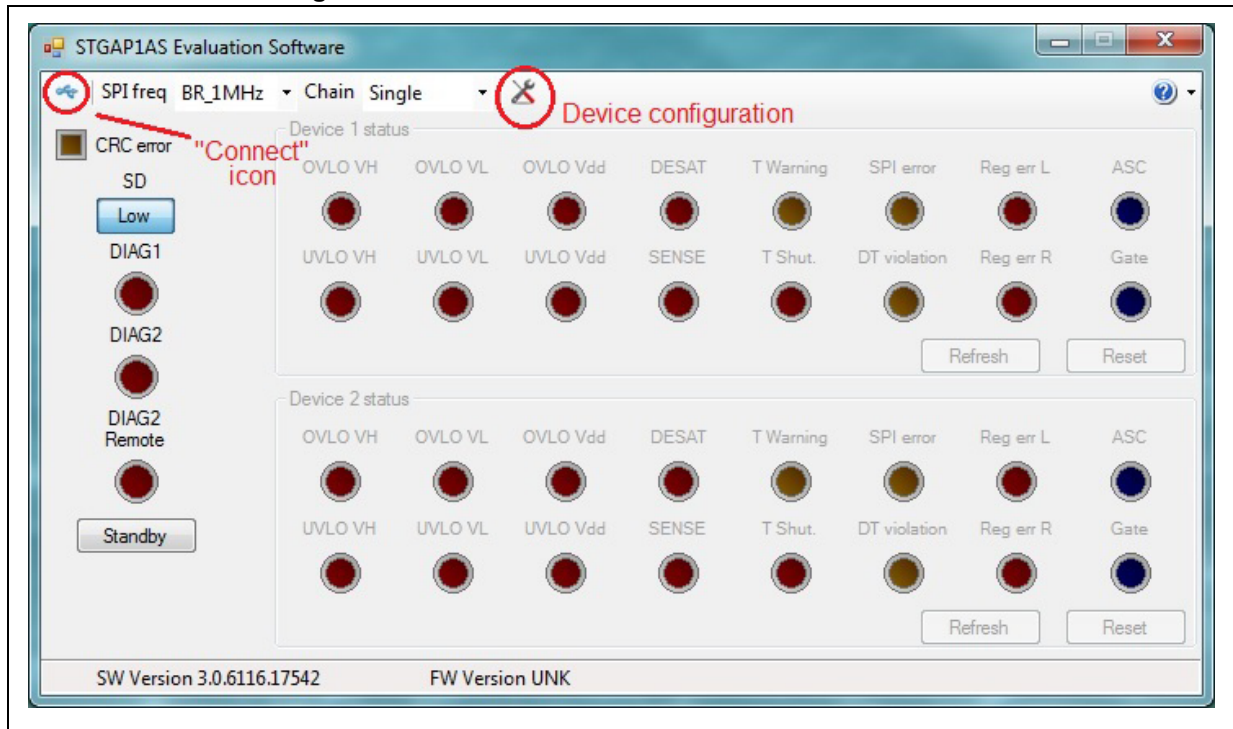 STGAP1AS Evaluation Software
SPI freq BR_1MHz Chain Single
Device configuration
"Connect"
icon
CRC error
SD
Low
DIAG1
DIAG2
DIAG2
Remote
Standby
Device 1 status
OVLO VH OVLO VL OVLO Vdd DESAT T Warning SPI error Reg err L ASC
UVLO VH UVLO VL UVLO Vdd SENSE T Shut. DT violation Reg err R Gate
Refresh Reset
Device 2 status
OVLO VH OVLO VL OVLO Vdd DESAT T Warning SPI error Reg err L ASC
UVLO VH UVLO VL UVLO Vdd SENSE T Shut. DT violation Reg err R Gate
Refresh Reset
SW Version 3.0.6116.17542 FW Version UNK